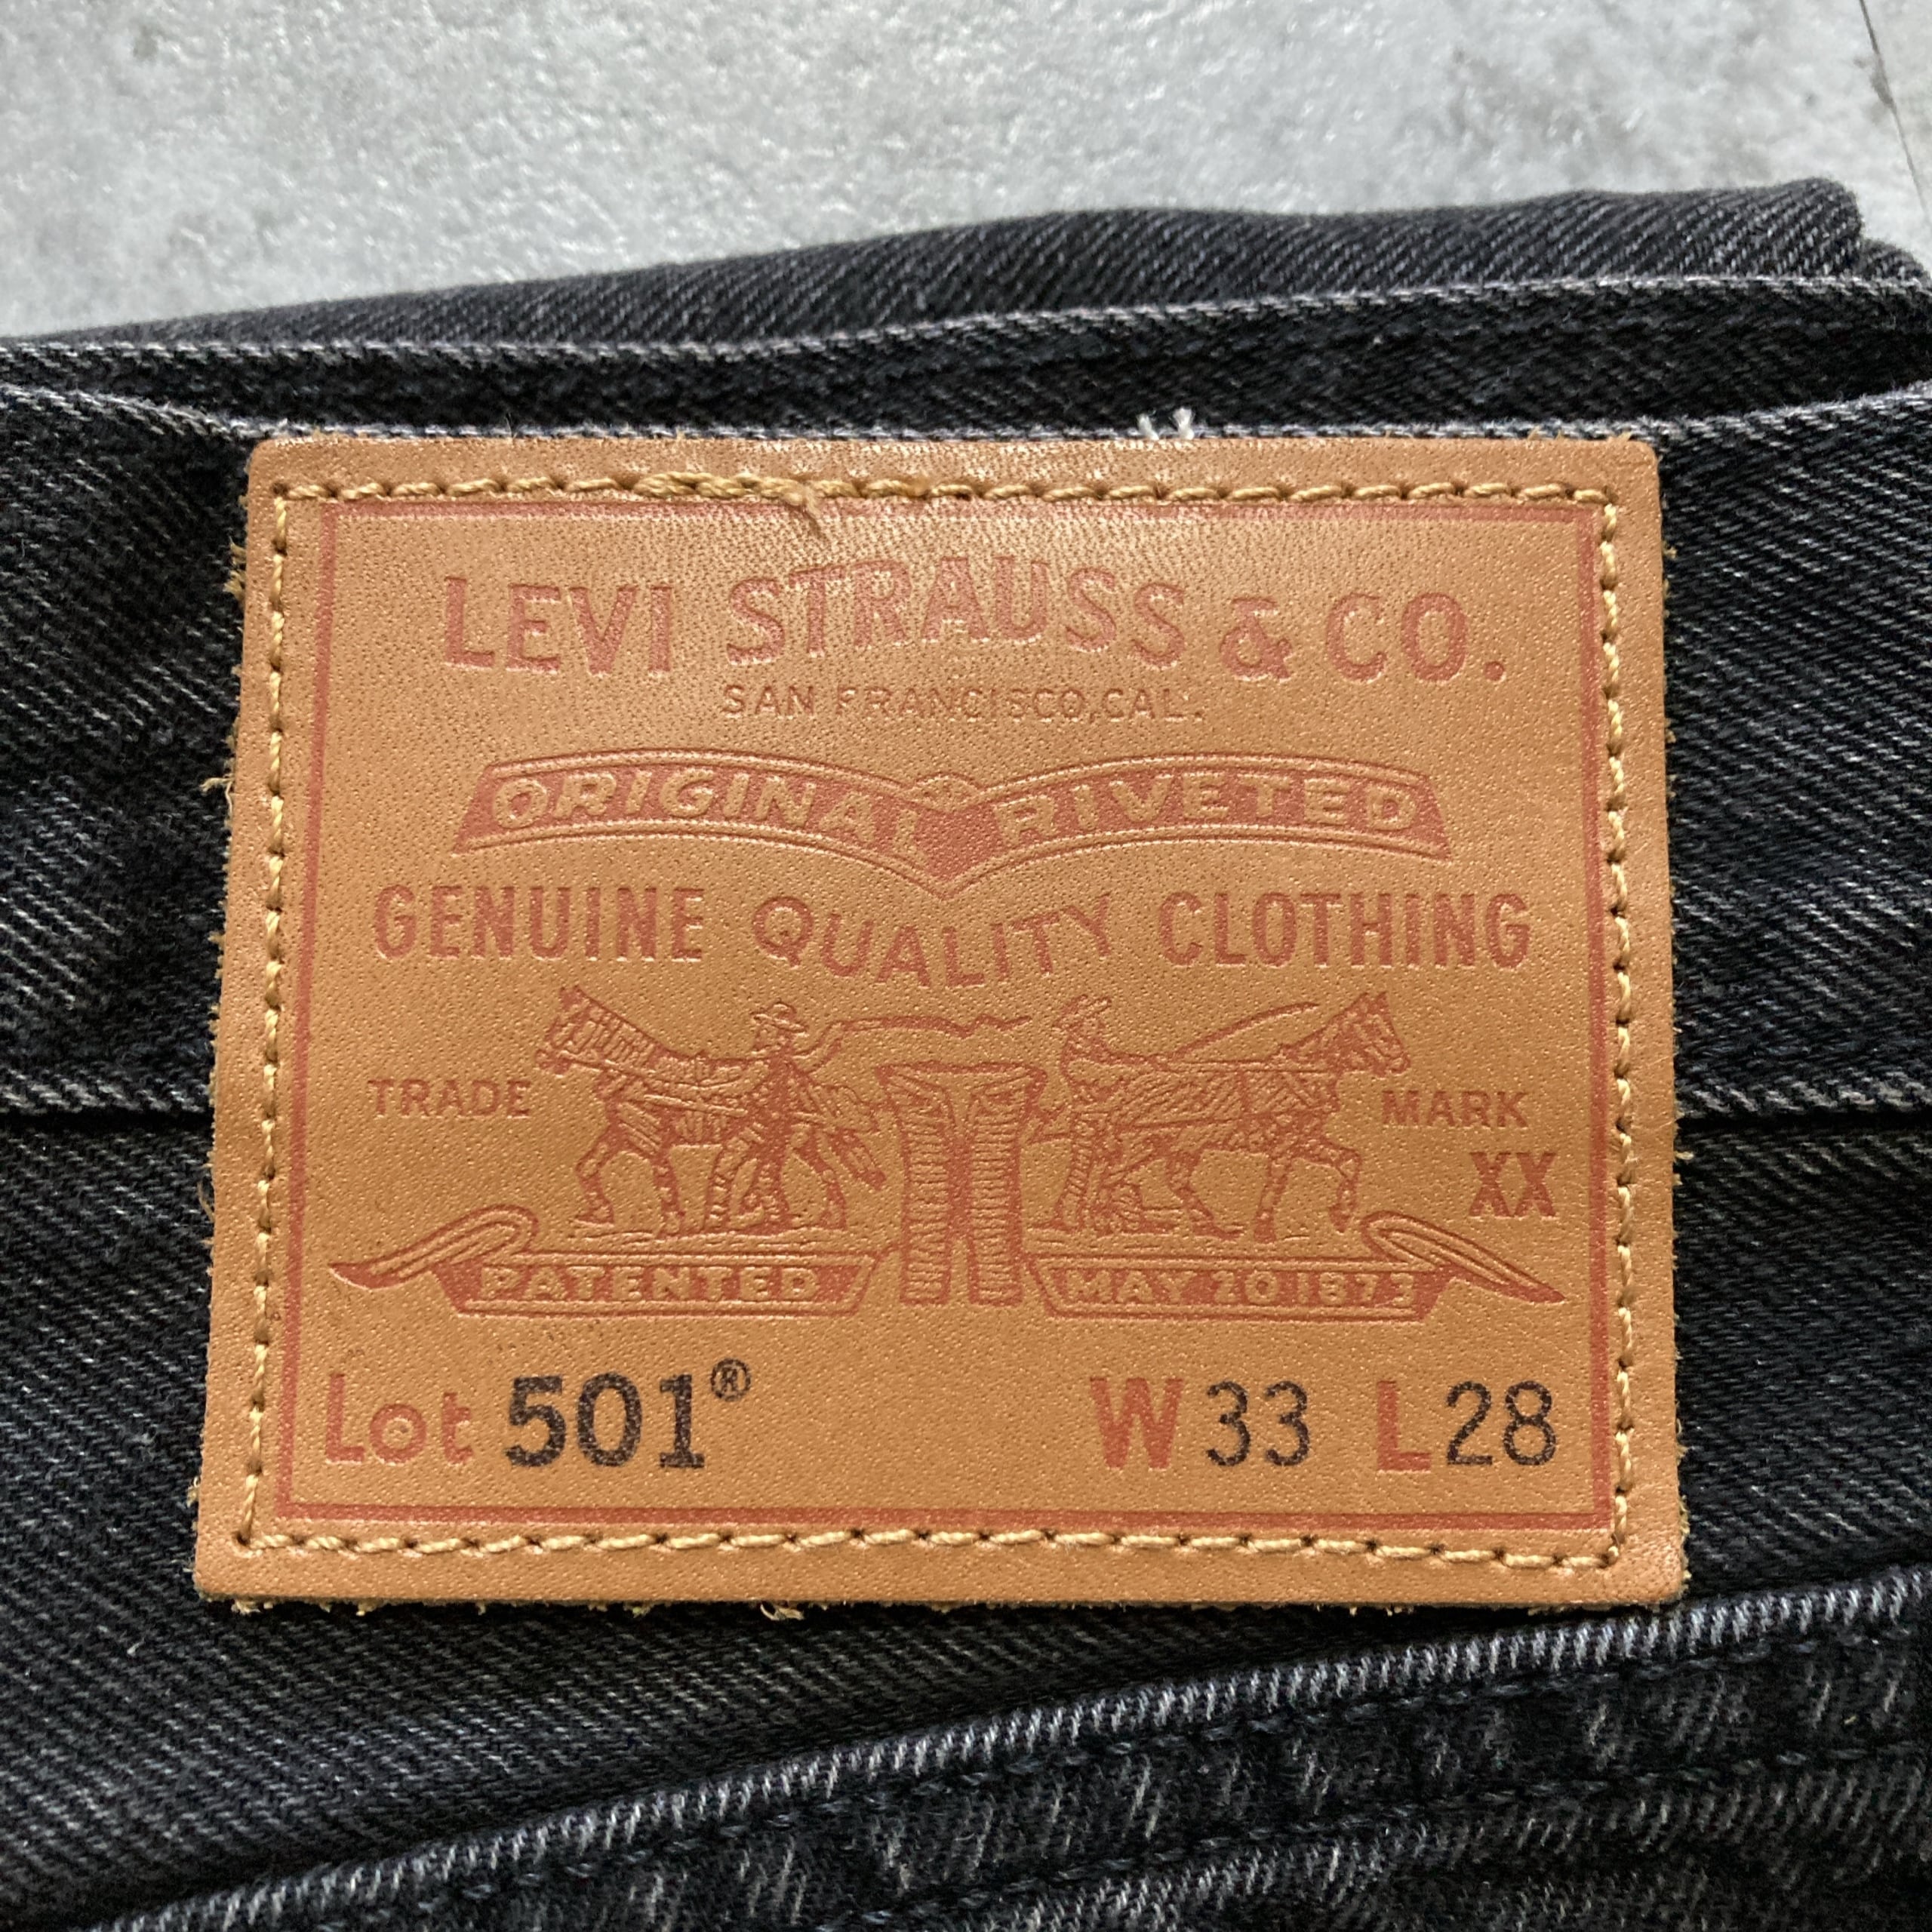 LEVI STRAUSS & CO.
SAN FRANCISCO, CAL.
ORIGINAL RIVETED
GENUINE QUALITY CLOTHING
TRADE MARK
XX
PATENTED MAY 20 1873
Lot 501® W 33 L 28